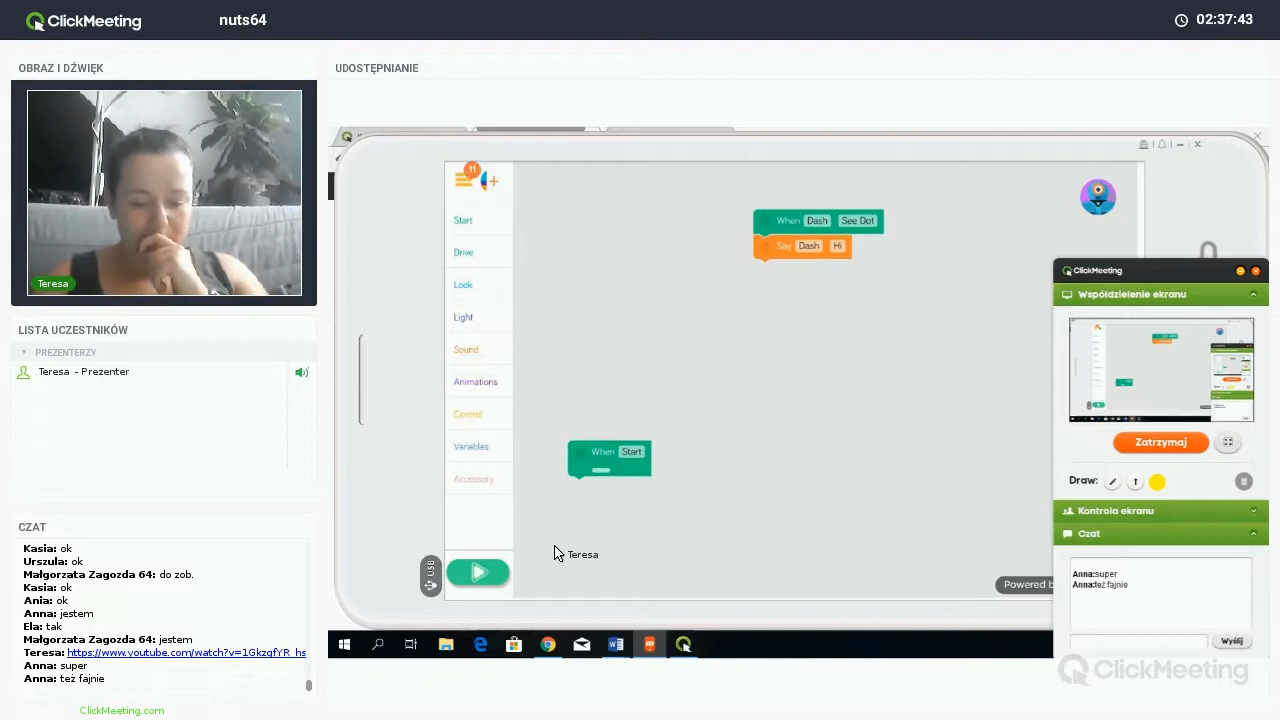 ClickMeeting
nuts64
02:37:43
OBRAZ I DŹWIĘK
UDOSTĘPNIANIE
Teresa
LISTA UCZESTNIKÓW
PREZENTERZY
Teresa - Prezenter
CZAT
Kasia: ok
Urszula: ok
Małgorzata Zagozda 64: do zob.
Kasia: ok
Ania: ok
Anna: jestem
Ela: tak
Małgorzata Zagozda 64: jestem
Teresa: https://www.youtube.com/watch?v=1GkzgfYR_hs
Anna: super
Anna: też fajnie
ClickMeeting.com
11
Start
Drive
Look
Light
Sound
Animations
Control
Variables
Accessory
When Dash See Dot
Say Dash Hi
When Start
Teresa
USB
Powered b
ClickMeeting
Współdzielenie ekranu
Zatrzymaj
Draw:
Kontrola ekranu
Czat
Anna:super
Anna:też fajnie
Wyślij
ClickMeeting